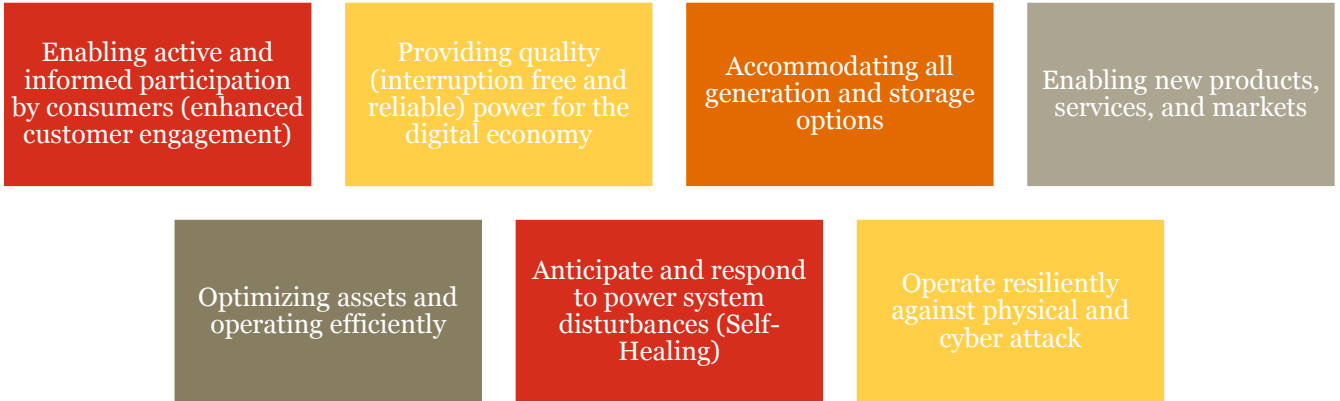 Enabling active and
informed participation
by consumers (enhanced
customer engagement)
Providing quality
(interruption free and
reliable) power for the
digital economy
Accommodating all
generation and storage
options
Enabling new products,
services, and markets
Optimizing assets and
operating efficiently
Anticipate and respond
to power system
disturbances (Self-
Healing)
Operate resiliently
against physical and
cyber attack